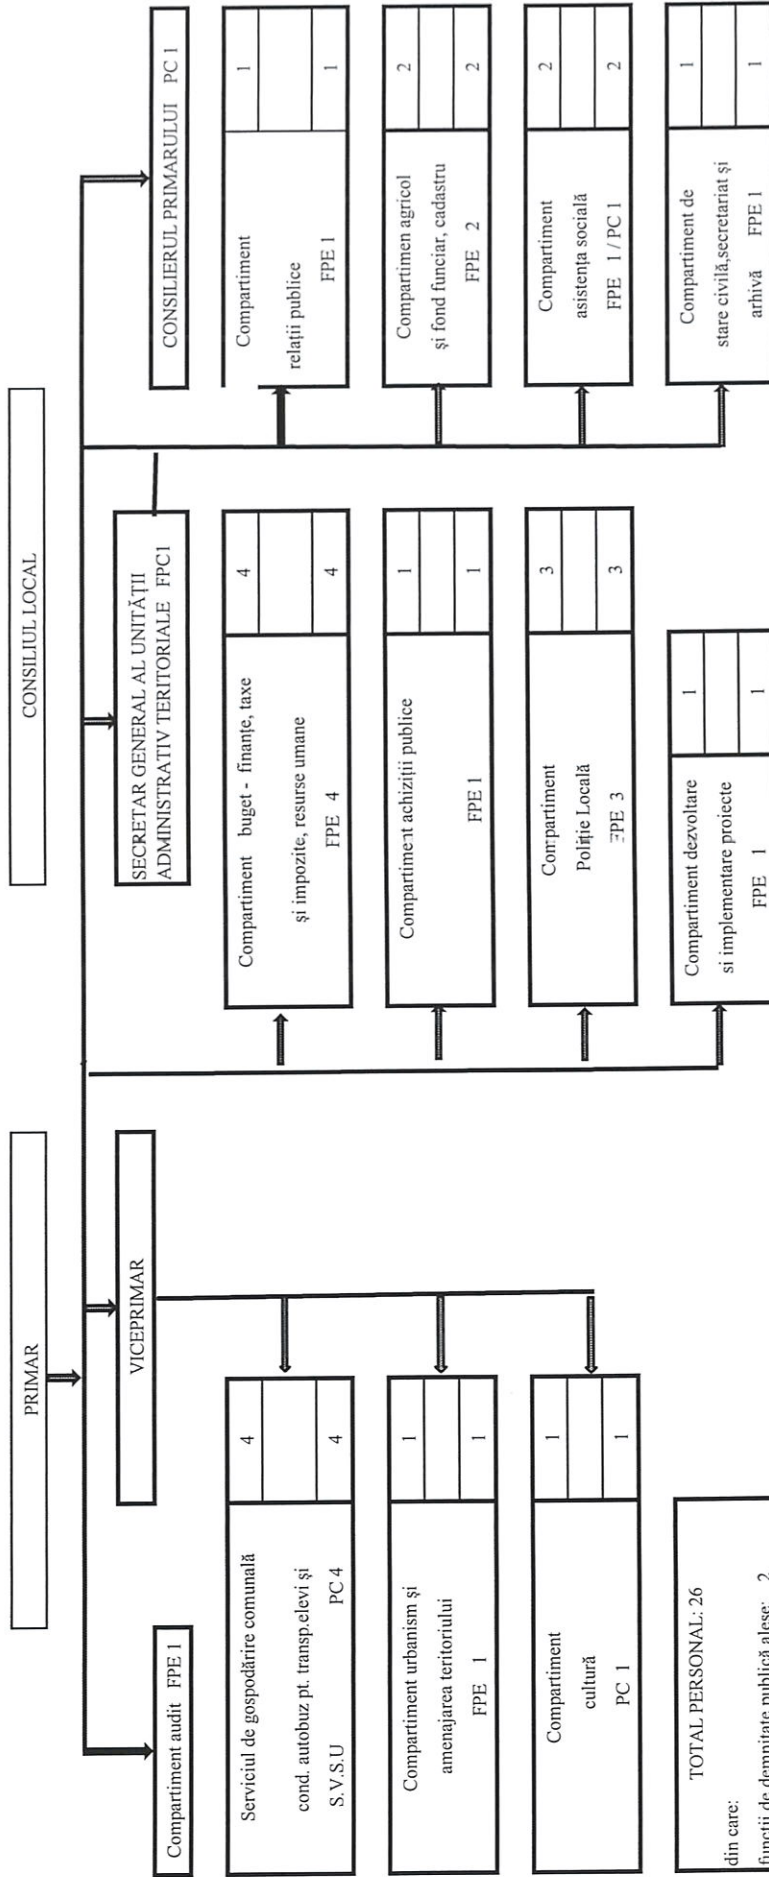 PRIMAR
CONSILIUL LOCAL
Compartiment audit FPE 1
VICEPRIMAR
SECRETAR GENERAL AL UNITĂȚII
ADMINISTRATIV TERITORIALE FPC1
CONSILIERUL PRIMARULUI PC 1
Serviciul de gospodărire comunală
cond. autobuz pt. transp.elevi și
S.V.S.U PC 4
4
4
Compartiment urbanism și
amenajarea teritoriului
FPE 1
1
1
Compartiment
cultură
PC 1
1
1
TOTAL PERSONAL: 26
din care:
funcții de demnitate publică alese: 2
Compartiment buget - finanțe, taxe
și impozite, resurse umane
FPE 4
4
4
Compartiment achiziții publice
FPE 1
1
1
Compartiment
Poliție Locală
FPE 3
3
3
Compartiment dezvoltare
si implementare proiecte
FPE 1
1
1
Compartiment
relații publice
FPE 1
1
1
Compartimen agricol
și fond funciar, cadastru
FPE 2
2
2
Compartiment
asistența socială
FPE 1 / PC 1
2
2
Compartiment de
stare civilă,secretariat și
arhivă FPE 1
1
1